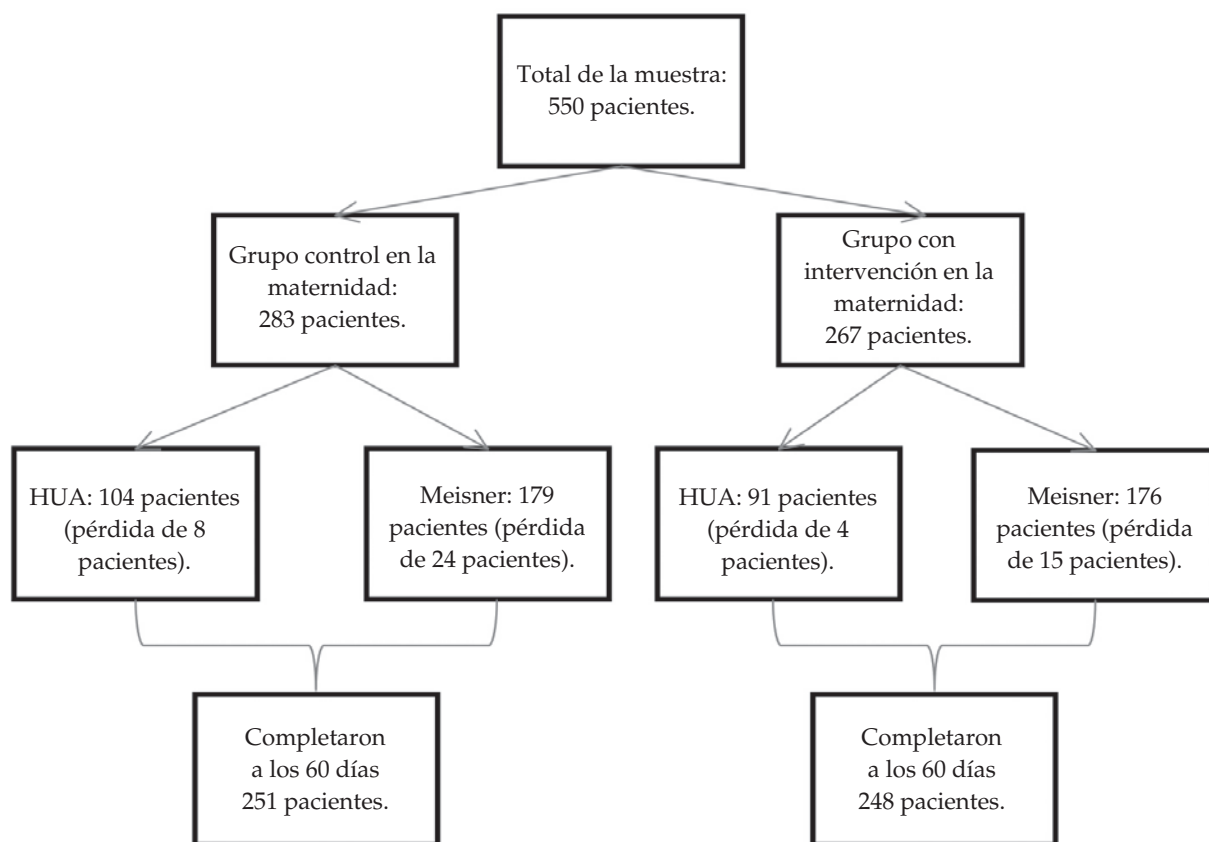 Total de la muestra:
550 pacientes.
Grupo control en la
maternidad:
283 pacientes.
Grupo con
intervención en la
maternidad:
267 pacientes.
HUA: 104 pacientes
(pérdida de 8
pacientes).
Meisner: 179
pacientes (pérdida
de 24 pacientes).
HUA: 91 pacientes
(pérdida de 4
pacientes).
Meisner: 176
pacientes (pérdida
de 15 pacientes).
Completaron
a los 60 días
251 pacientes.
Completaron
a los 60 días
248 pacientes.